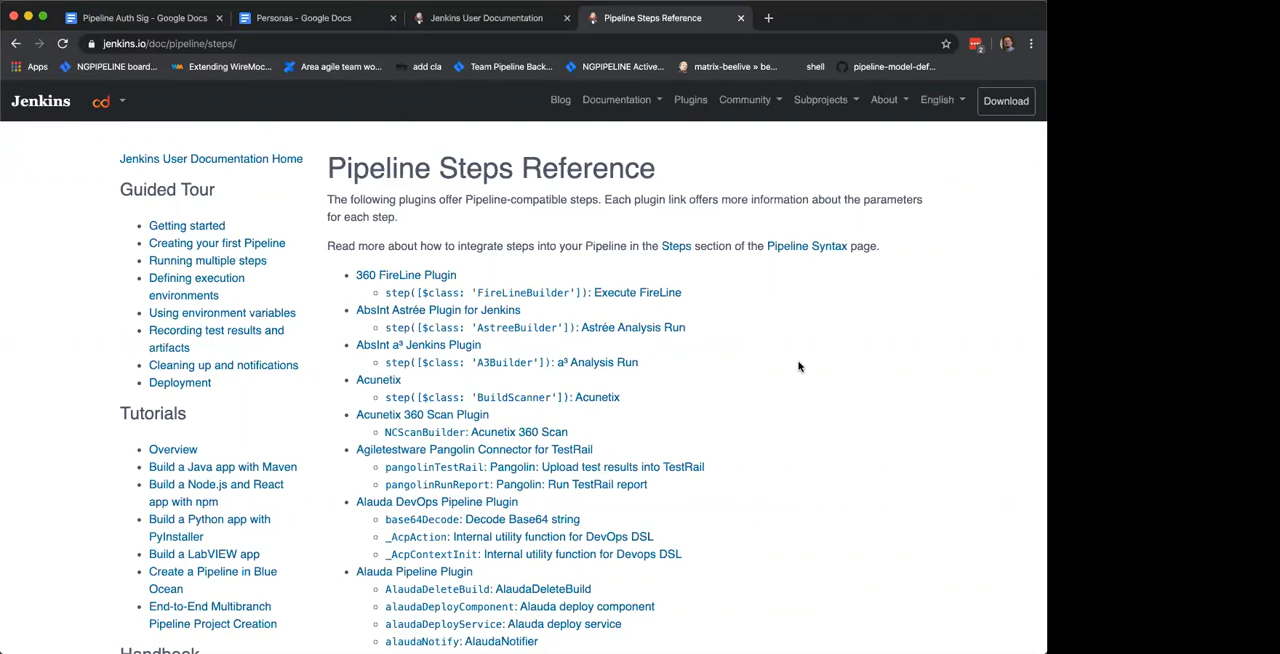 Pipeline Auth Sig - Google Docs
Personas - Google Docs
Jenkins User Documentation
Pipeline Steps Reference
jenkins.io/doc/pipeline/steps/
2
Apps
NGPIPELINE board...
Extending WireMoc...
Area agile team wo...
add cla
Team Pipeline Back...
NGPIPELINE Active...
matrix-beelive » be...
shell
pipeline-model-def...
Jenkins
cd
Blog
Documentation
Plugins
Community
Subprojects
About
English
Download
Jenkins User Documentation Home
Guided Tour
Getting started
Creating your first Pipeline
Running multiple steps
Defining execution
environments
Using environment variables
Recording test results and
artifacts
Cleaning up and notifications
Deployment
Tutorials
Overview
Build a Java app with Maven
Build a Node.js and React
app with npm
Build a Python app with
PyInstaller
Build a LabVIEW app
Create a Pipeline in Blue
Ocean
End-to-End Multibranch
Pipeline Project Creation
Handbook
Pipeline Steps Reference
The following plugins offer Pipeline-compatible steps. Each plugin link offers more information about the parameters
for each step.
Read more about how to integrate steps into your Pipeline in the Steps section of the Pipeline Syntax page.
360 FireLine Plugin
step([$class: 'FireLineBuilder']): Execute FireLine
AbsInt Astrée Plugin for Jenkins
step([$class: 'AstreeBuilder']): Astrée Analysis Run
AbsInt a³ Jenkins Plugin
step([$class: 'A3Builder']): a³ Analysis Run
Acunetix
step([$class: 'BuildScanner']): Acunetix
Acunetix 360 Scan Plugin
NCScanBuilder: Acunetix 360 Scan
Agiletestware Pangolin Connector for TestRail
pangolinTestRail: Pangolin: Upload test results into TestRail
pangolinRunReport: Pangolin: Run TestRail report
Alauda DevOps Pipeline Plugin
base64Decode: Decode Base64 string
_AcpAction: Internal utility function for DevOps DSL
_AcpContextInit: Internal utility function for Devops DSL
Alauda Pipeline Plugin
AlaudaDeleteBuild: AlaudaDeleteBuild
alaudaDeployComponent: Alauda deploy component
alaudaDeployService: Alauda deploy service
alaudaNotify: AlaudaNotifier